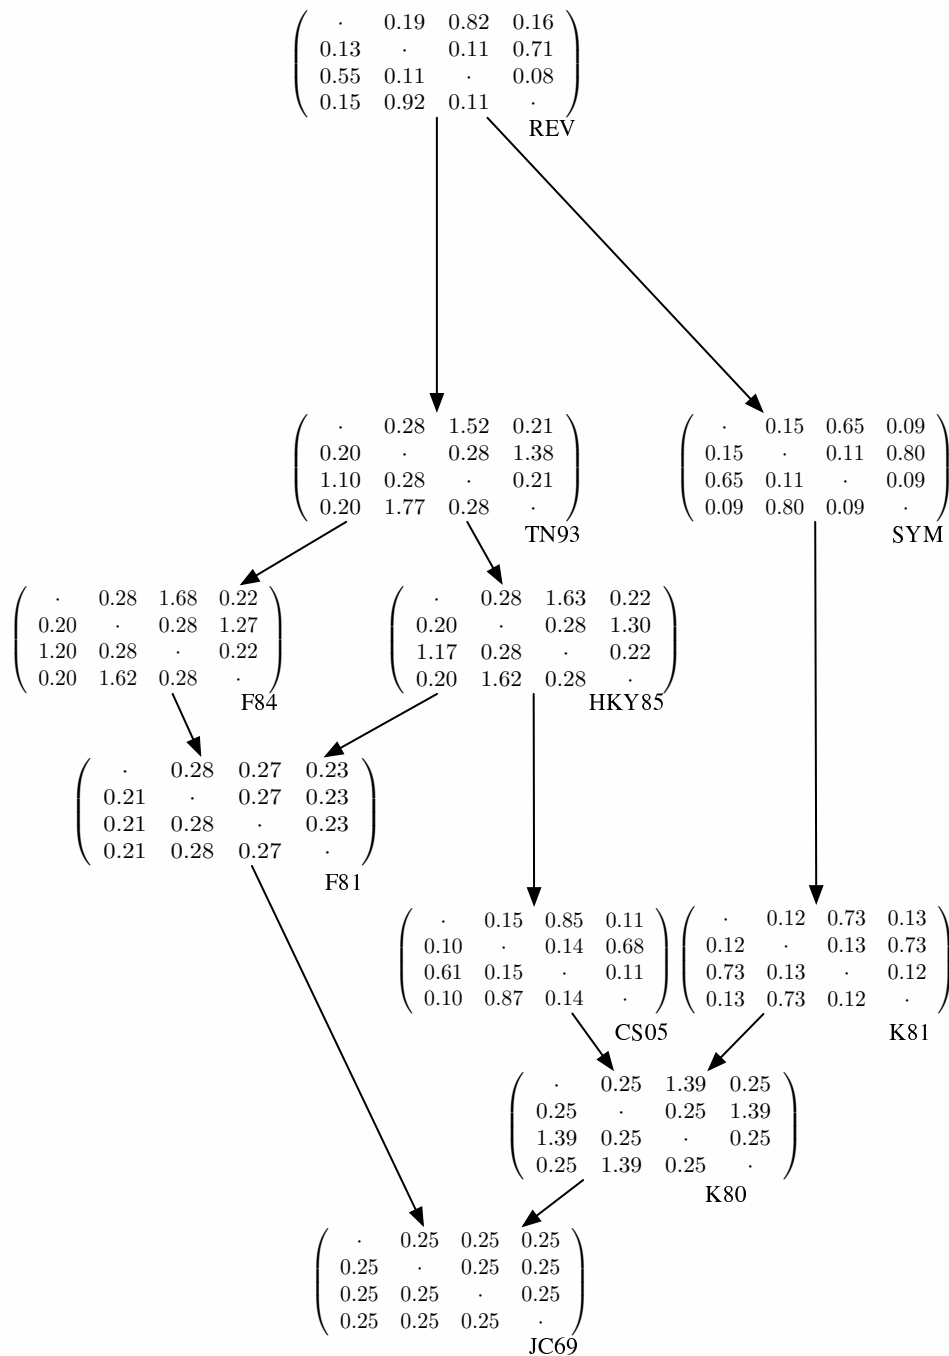 · 0.19 0.82 0.16
0.13 · 0.11 0.71
0.55 0.11 · 0.08
0.15 0.92 0.11 ·
REV
· 0.28 1.52 0.21
0.20 · 0.28 1.38
1.10 0.28 · 0.21
0.20 1.77 0.28 ·
TN93
· 0.15 0.65 0.09
0.15 · 0.11 0.80
0.65 0.11 · 0.09
0.09 0.80 0.09 ·
SYM
· 0.28 1.68 0.22
0.20 · 0.28 1.27
1.20 0.28 · 0.22
0.20 1.62 0.28 ·
F84
· 0.28 1.63 0.22
0.20 · 0.28 1.30
1.17 0.28 · 0.22
0.20 1.62 0.28 ·
HKY85
· 0.28 0.27 0.23
0.21 · 0.27 0.23
0.21 0.28 · 0.23
0.21 0.28 0.27 ·
F81
· 0.15 0.85 0.11
0.10 · 0.14 0.68
0.61 0.15 · 0.11
0.10 0.87 0.14 ·
CS05
· 0.12 0.73 0.13
0.12 · 0.13 0.73
0.73 0.13 · 0.12
0.13 0.73 0.12 ·
K81
· 0.25 1.39 0.25
0.25 · 0.25 1.39
1.39 0.25 · 0.25
0.25 1.39 0.25 ·
K80
· 0.25 0.25 0.25
0.25 · 0.25 0.25
0.25 0.25 · 0.25
0.25 0.25 0.25 ·
JC69